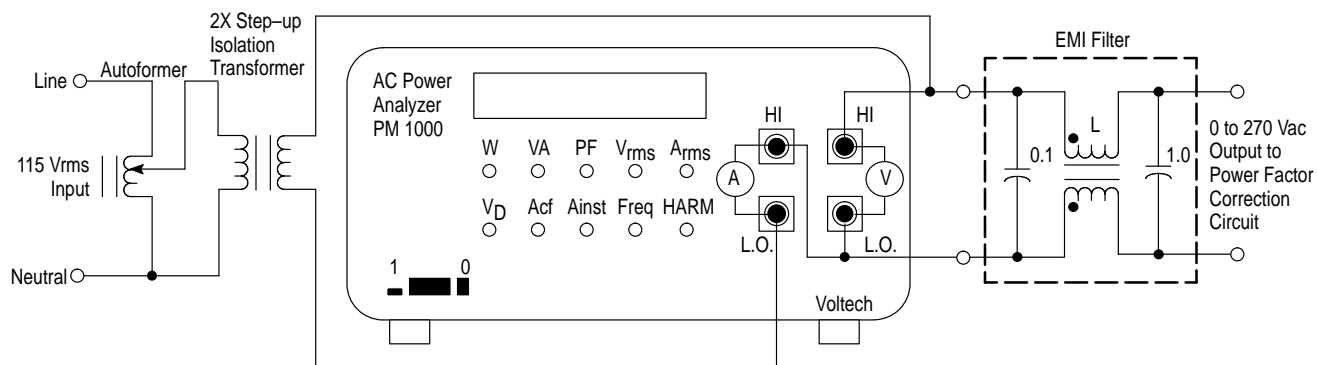 2X Step–up
Isolation
Transformer
Autoformer
Line
115 Vrms
Input
Neutral
AC Power
Analyzer
PM 1000
W VA PF Vrms Arms
VD Acf Ainst Freq HARM
1 0
HI HI
A V
L.O. L.O.
Voltech
EMI Filter
L
0.1
1.0
0 to 270 Vac
Output to
Power Factor
Correction
Circuit